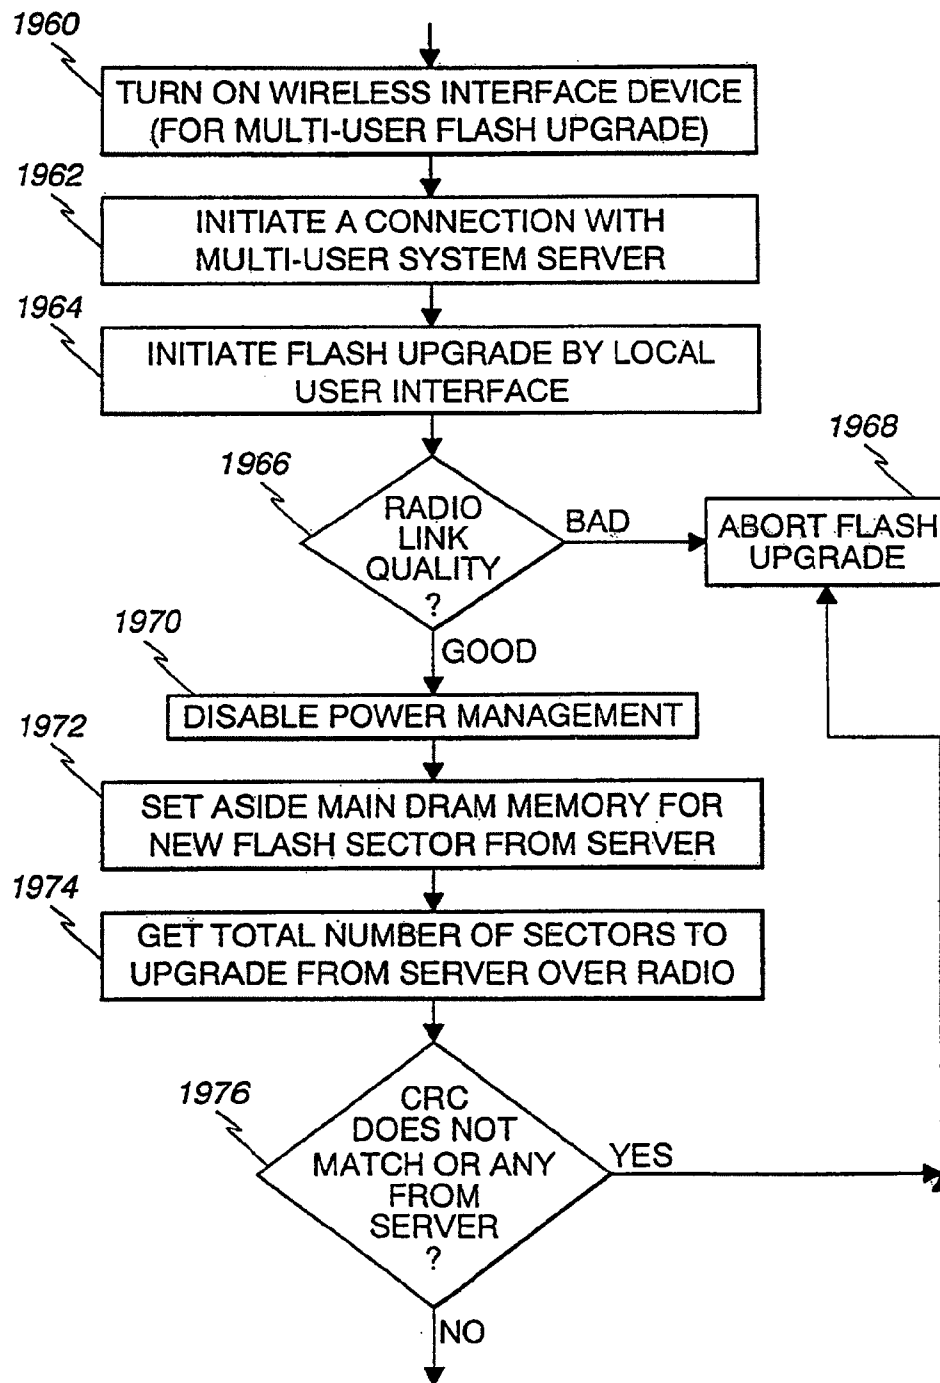 1960
TURN ON WIRELESS INTERFACE DEVICE
(FOR MULTI-USER FLASH UPGRADE)
1962
INITIATE A CONNECTION WITH
MULTI-USER SYSTEM SERVER
1964
INITIATE FLASH UPGRADE BY LOCAL
USER INTERFACE
1966
RADIO
LINK
QUALITY
?
BAD
1968
ABORT FLASH
UPGRADE
GOOD
1970
DISABLE POWER MANAGEMENT
1972
SET ASIDE MAIN DRAM MEMORY FOR
NEW FLASH SECTOR FROM SERVER
1974
GET TOTAL NUMBER OF SECTORS TO
UPGRADE FROM SERVER OVER RADIO
1976
CRC
DOES NOT
MATCH OR ANY
FROM
SERVER
?
YES
NO